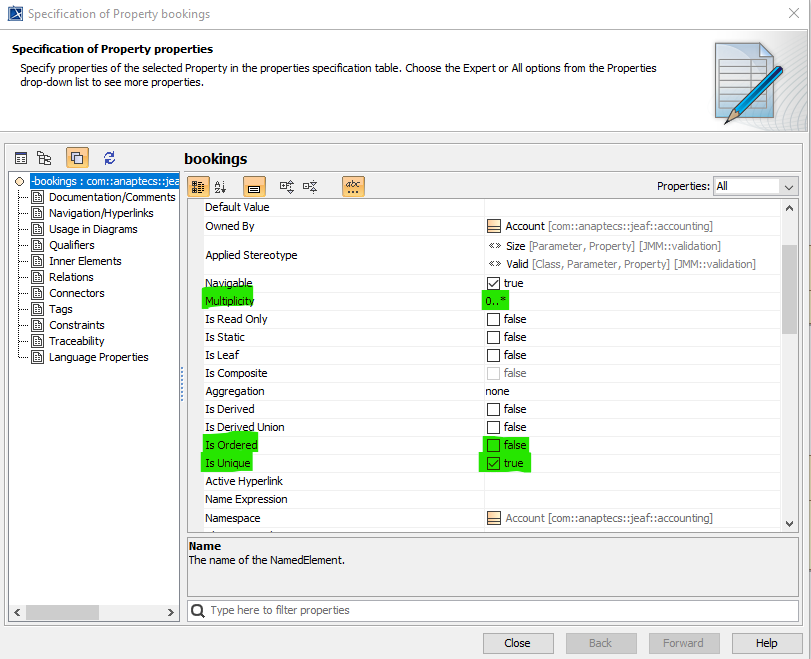 Specification of Property bookings
Specification of Property properties
Specify properties of the selected Property in the properties specification table. Choose the Expert or All options from the Properties
drop-down list to see more properties.
bookings
-bookings : com::anaptecs::jea
Documentation/Comments
Navigation/Hyperlinks
Usage in Diagrams
Qualifiers
Inner Elements
Relations
Connectors
Tags
Constraints
Traceability
Language Properties
Properties: All
Default Value
Owned By Account [com::anaptecs::jeaf::accounting]
Applied Stereotype
«» Size [Parameter, Property] [JMM::validation]
«» Valid [Class, Parameter, Property] [JMM::validation]
Navigable true
Multiplicity 0..*
Is Read Only false
Is Static false
Is Leaf false
Is Composite false
Aggregation none
Is Derived false
Is Derived Union false
Is Ordered false
Is Unique true
Active Hyperlink
Name Expression
Namespace Account [com::anaptecs::jeaf::accounting]
Name
The name of the NamedElement.
Type here to filter properties
Close Back Forward Help